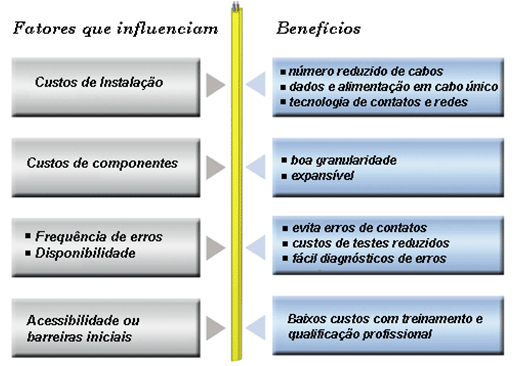 Fatores que influenciam
Benefícios
Custos de Instalação
▪ número reduzido de cabos
▪ dados e alimentação em cabo único
▪ tecnologia de contatos e redes
Custos de componentes
▪ boa granularidade
▪ expansível
▪ Frequência de erros
▪ Disponibilidade
▪ evita erros de contatos
▪ custos de testes reduzidos
▪ fácil diagnósticos de erros
Acessibilidade ou
barreiras iniciais
Baixos custos com treinamento e
qualificação profissional